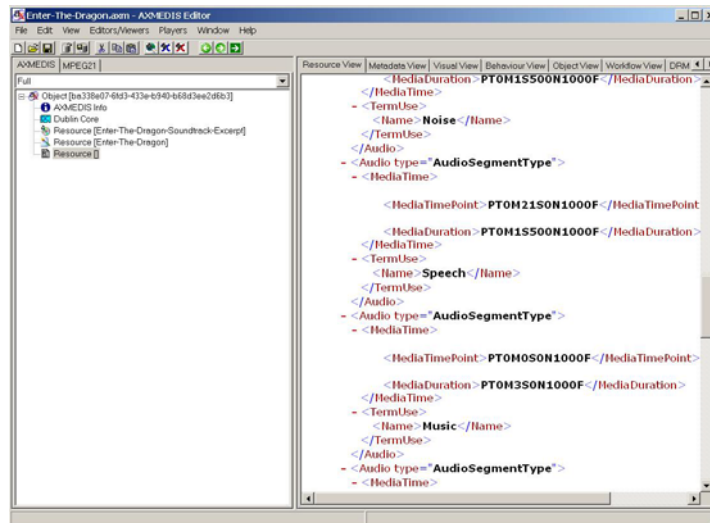 Enter-The-Dragon.axm - AXMEDIS Editor
File Edit View Editors/Viewers Players Window Help
AXMEDIS MPEG21
Full
Object [ba338e07-6fd3-433e-b940-b68d3ee2d6b3]
AXMEDIS Info
Dublin Core
Resource [Enter-The-Dragon-Soundtrack-Excerpt]
Resource [Enter-The-Dragon]
Resource []
Resource View Metadata View Visual View Behaviour View Object View Workflow View DRM
<MediaDuration>PT0M1S500N1000F</MediaDuration>
</MediaTime>
- <TermUse>
<Name>Noise</Name>
</TermUse>
</Audio>
- <Audio type="AudioSegmentType">
- <MediaTime>
<MediaTimePoint>PT0M21S0N1000F</MediaTimePoint
<MediaDuration>PT0M1S500N1000F</MediaDuration>
</MediaTime>
- <TermUse>
<Name>Speech</Name>
</TermUse>
</Audio>
- <Audio type="AudioSegmentType">
- <MediaTime>
<MediaTimePoint>PT0M0S0N1000F</MediaTimePoint>
<MediaDuration>PT0M3S0N1000F</MediaDuration>
</MediaTime>
- <TermUse>
<Name>Music</Name>
</TermUse>
</Audio>
- <Audio type="AudioSegmentType">
- <MediaTime>